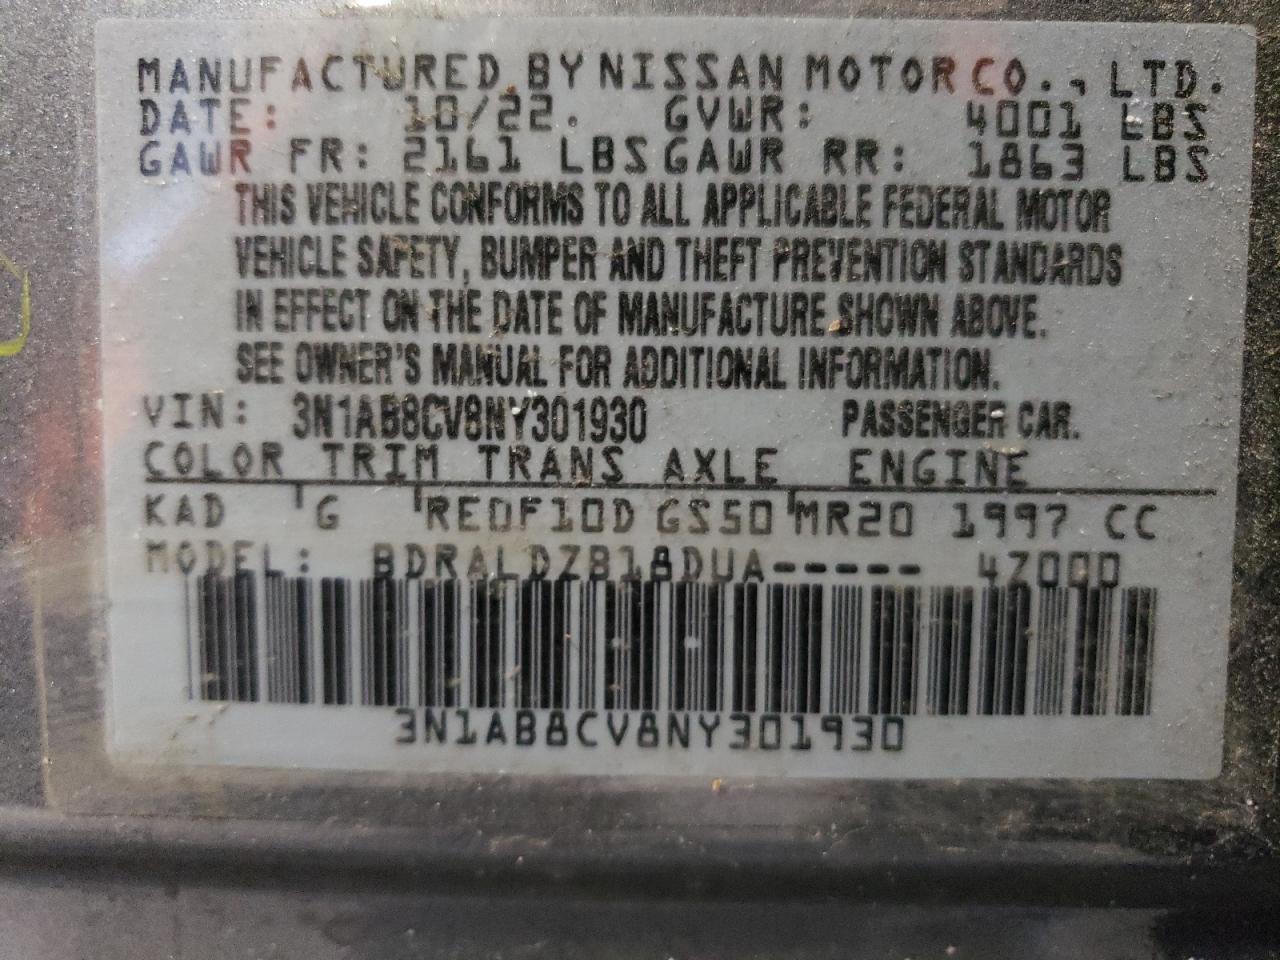 MANUFACTURED BY NISSAN MOTOR CO., LTD.
DATE: 10/22. GVWR: 4001 LBS
GAWR FR: 2161 LBS GAWR RR: 1863 LBS
THIS VEHICLE CONFORMS TO ALL APPLICABLE FEDERAL MOTOR
VEHICLE SAFETY, BUMPER AND THEFT PREVENTION STANDARDS
IN EFFECT ON THE DATE OF MANUFACTURE SHOWN ABOVE.
SEE OWNER'S MANUAL FOR ADDITIONAL INFORMATION.
VIN: 3N1AB8CV8NY301930 PASSENGER CAR.
COLOR TRIM TRANS AXLE ENGINE
KAD G RE0F10D GS50 MR20 1997 CC
MODEL: BDRALDZB18DUA----- 4Z000
3N1AB8CV8NY301930